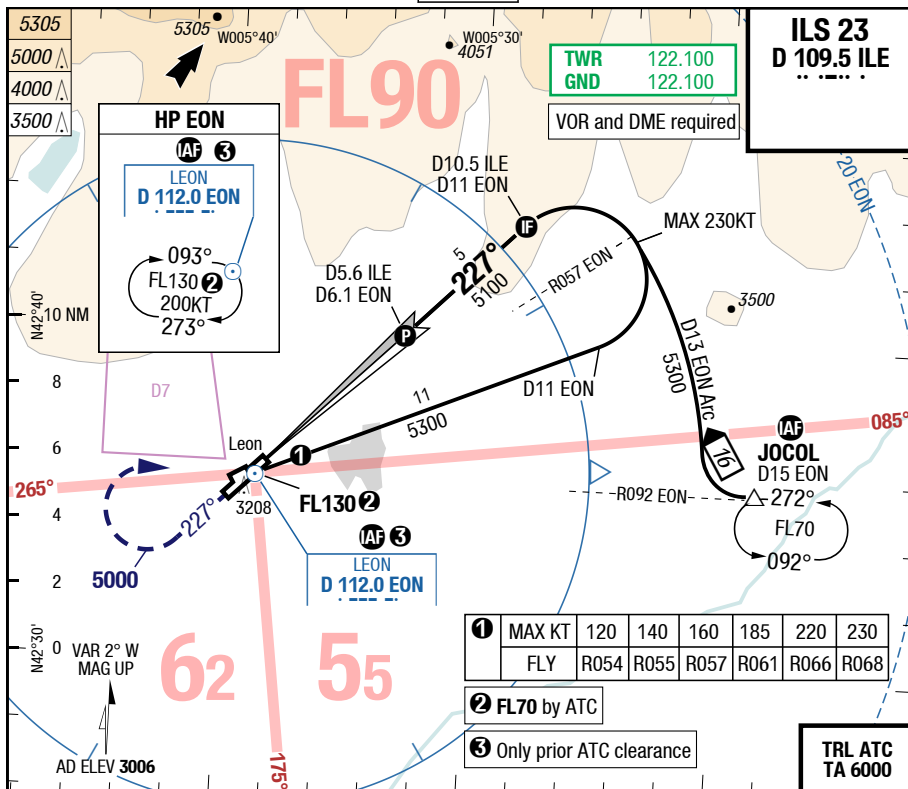 5305
5000
4000
3500
5305
W005°40'
4051
W005°30'
FL90
TWR 122.100
GND 122.100
VOR and DME required
ILS 23
D 109.5 ILE
HP EON
IAF 3
LEON
D 112.0 EON
093°
FL130 2
200KT
273°
D10.5 ILE
D11 EON
IF
MAX 230KT
20 EON
5
227°
5100
R057 EON
D5.6 ILE
D6.1 EON
P
3500
N42°40'
10 NM
8
6
4
2
0
D7
D11 EON
D13 EON Arc
5300
11
5300
Leon
1
085°
IAF
JOCOL
D15 EON
16
265°
272°
R092 EON
FL70
092°
227°
3208
FL130 2
IAF 3
LEON
D 112.0 EON
5000
N42°30'
VAR 2° W
MAG UP
62
55
175°
AD ELEV 3006
1 MAX KT 120 140 160 185 220 230
FLY R054 R055 R057 R061 R066 R068
2 FL70 by ATC
3 Only prior ATC clearance
TRL ATC
TA 6000